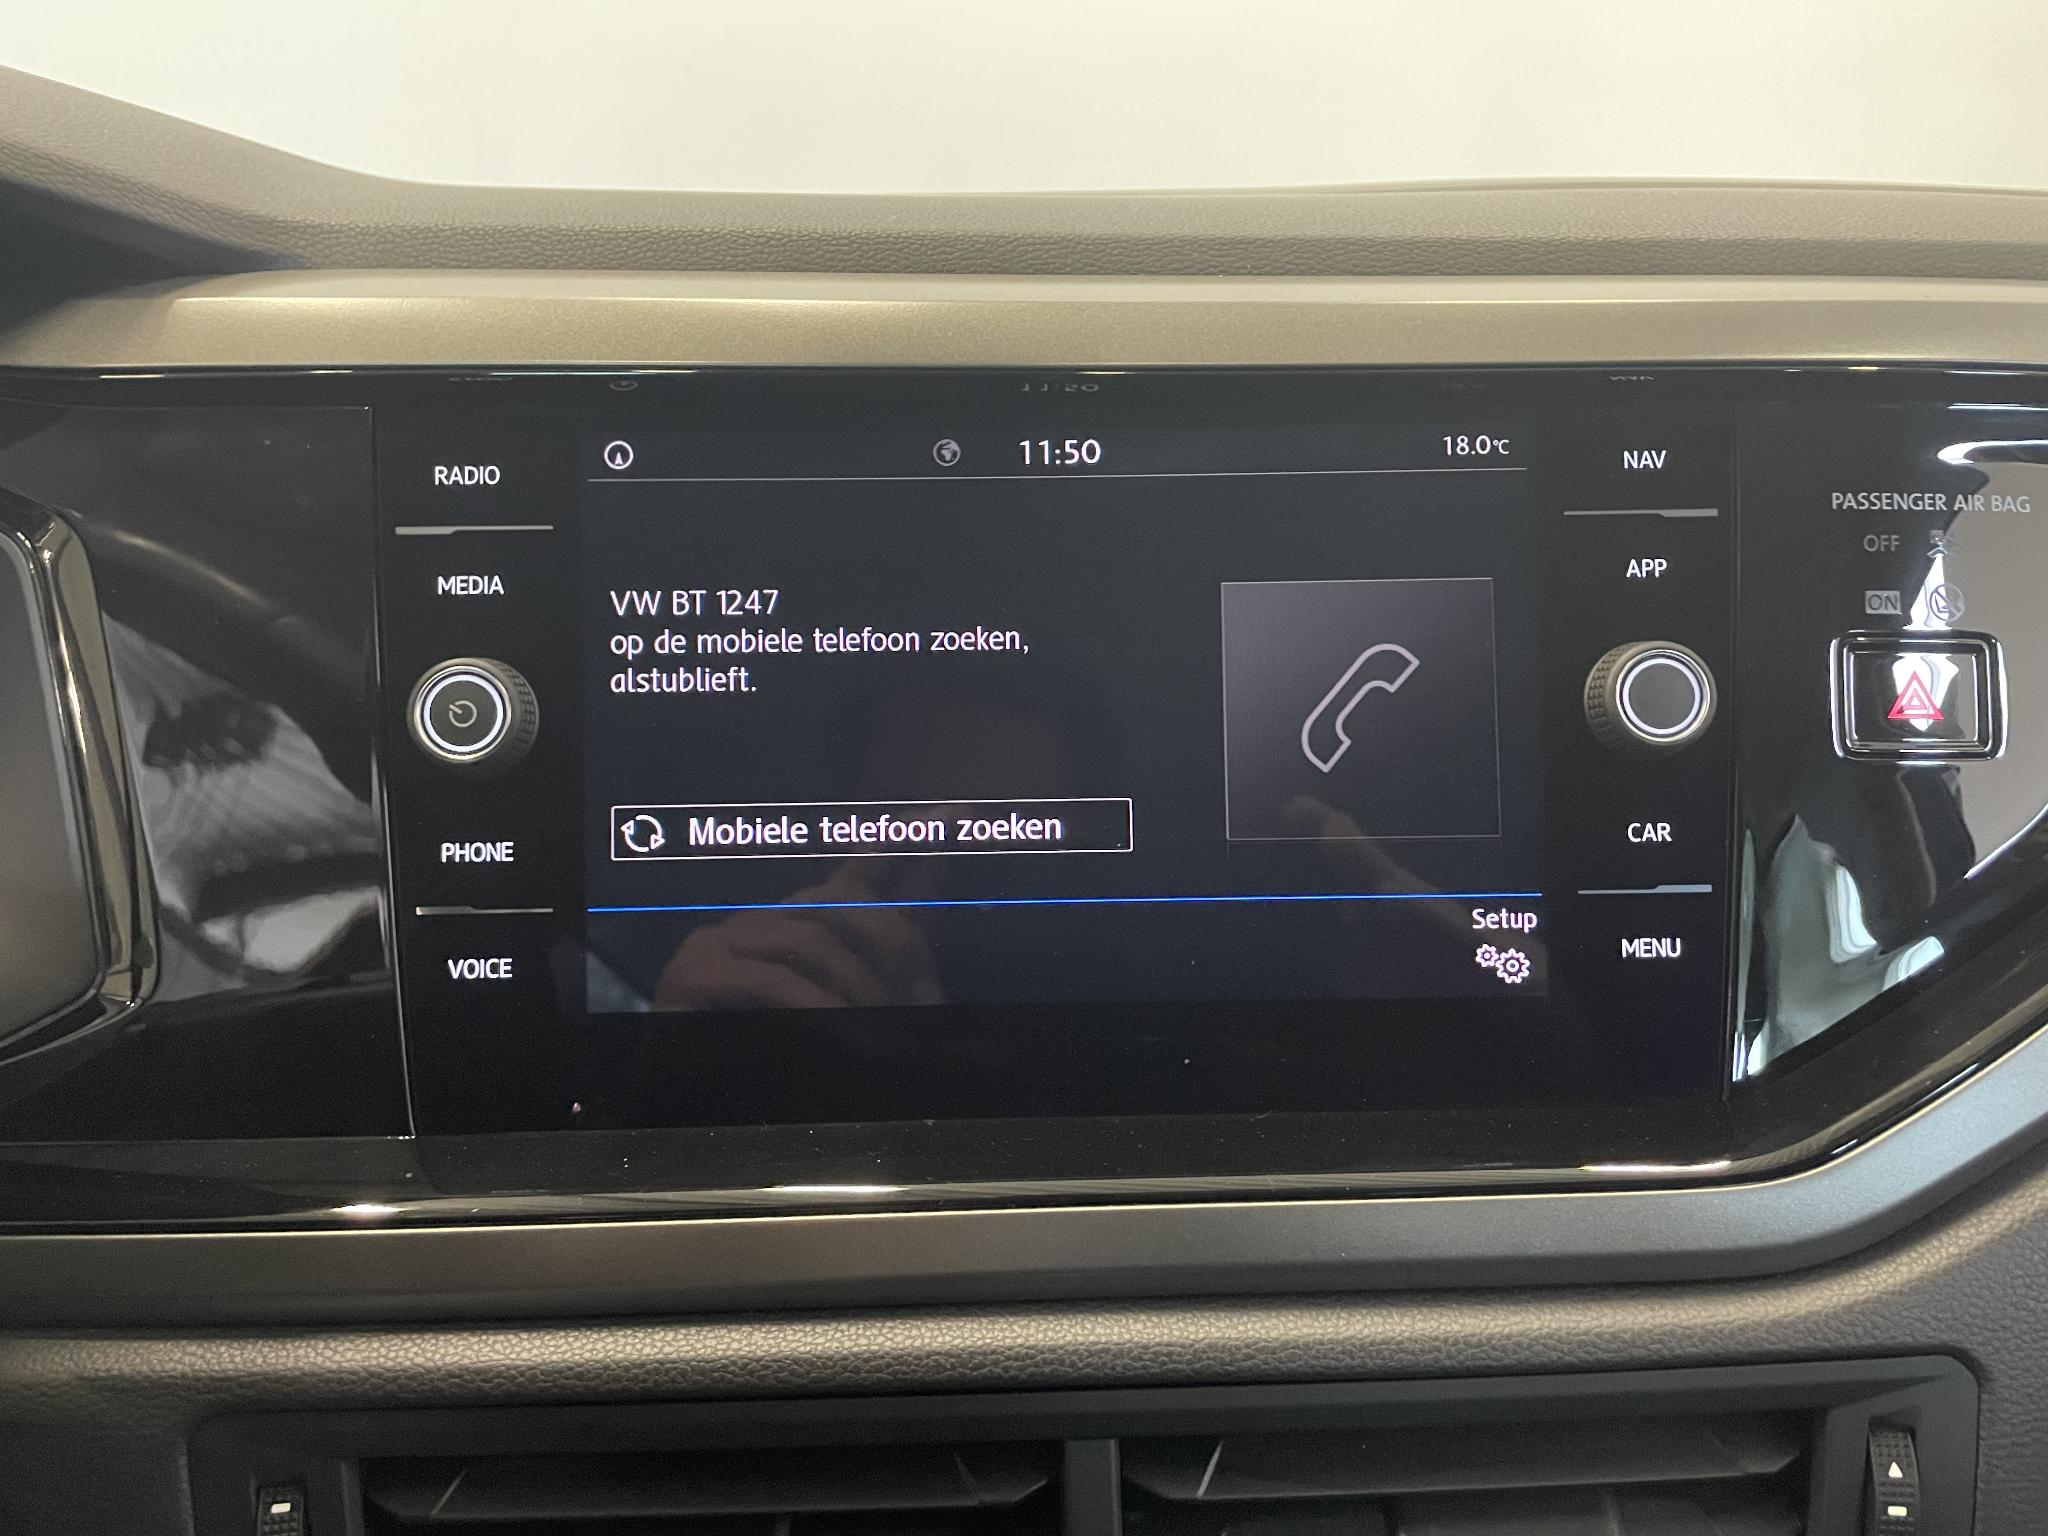 RADIO
MEDIA
PHONE
VOICE
11:50
18.0°C
VW BT 1247
op de mobiele telefoon zoeken,
alstublieft.
Mobiele telefoon zoeken
Setup
NAV
APP
CAR
MENU
PASSENGER AIR BAG
OFF
ON